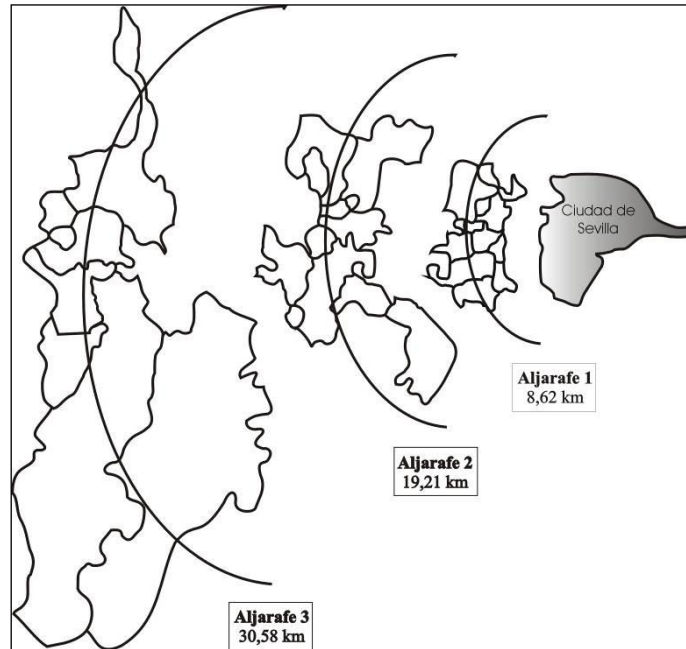 Ciudad de
Sevilla
Aljarafe 1
8,62 km
Aljarafe 2
19,21 km
Aljarafe 3
30,58 km